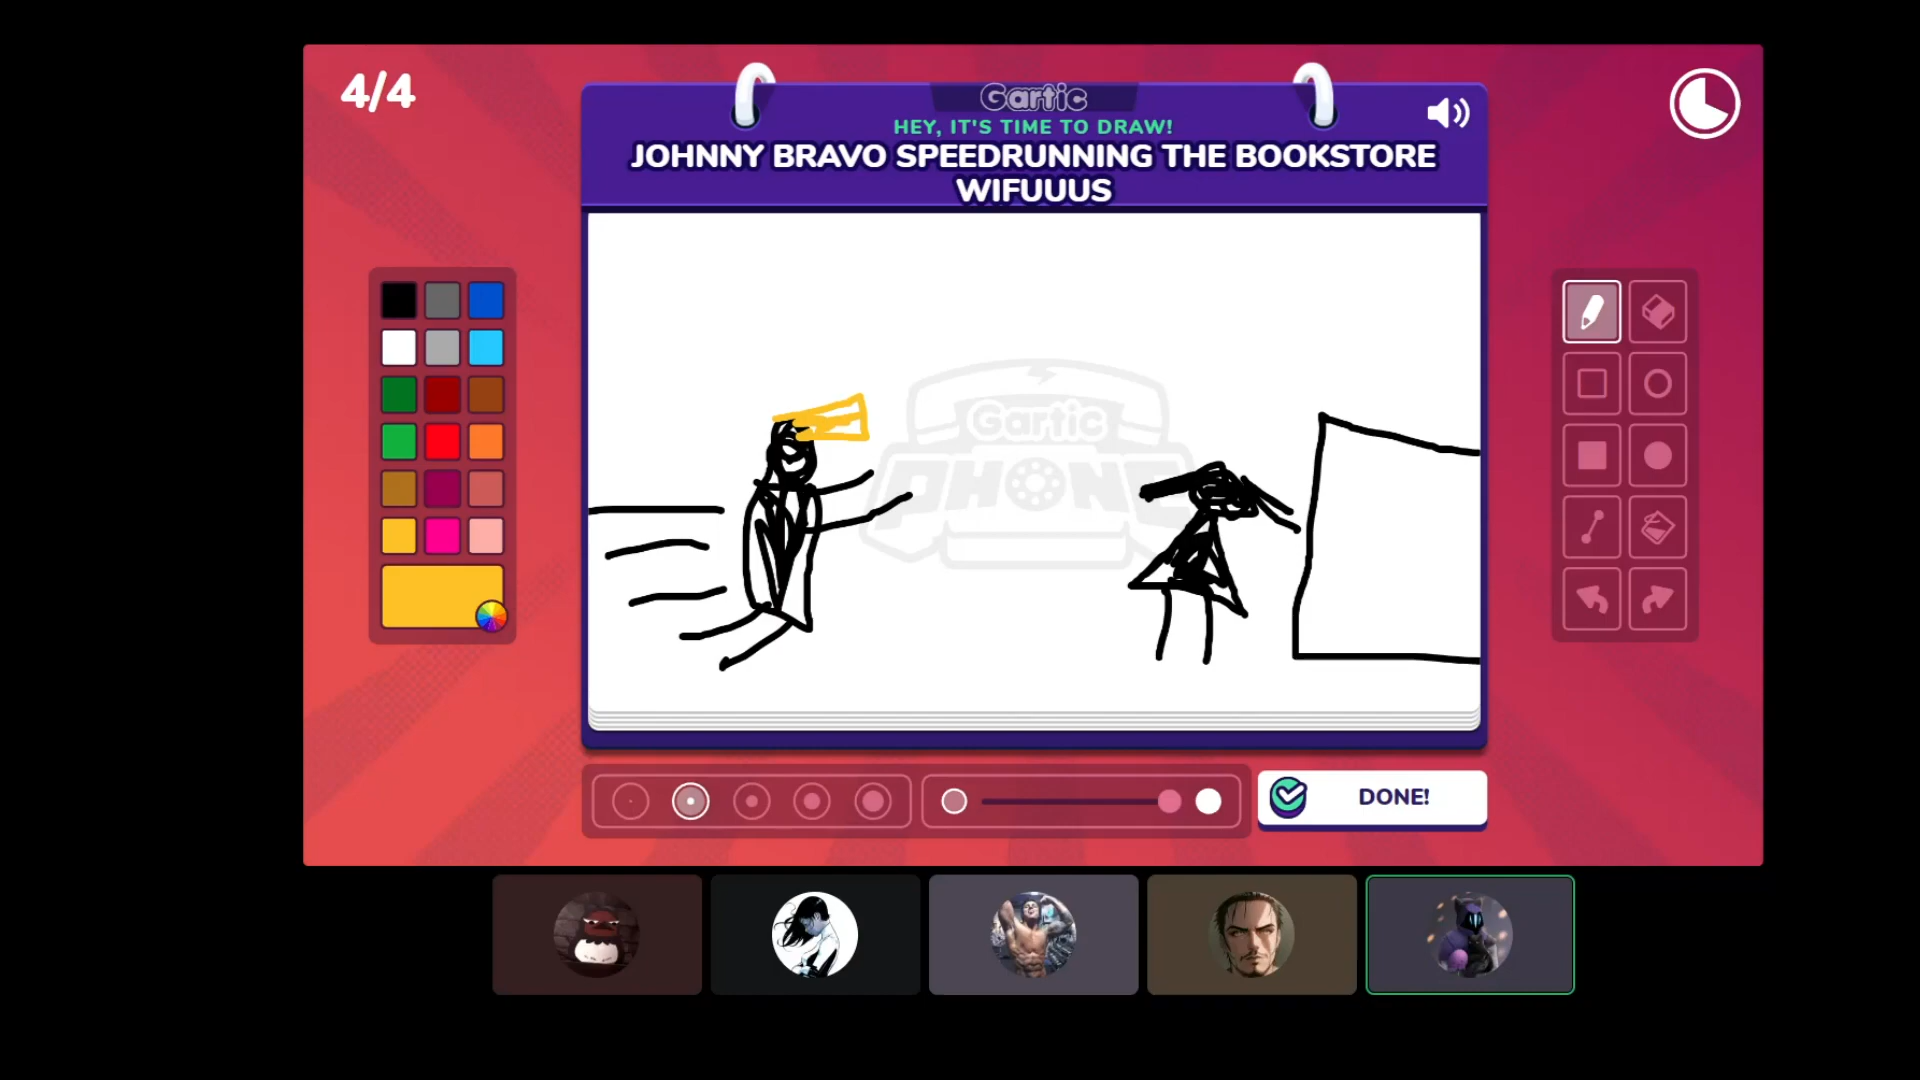 4/4
Gartic
HEY, IT'S TIME TO DRAW!
JOHNNY BRAVO SPEEDRUNNING THE BOOKSTORE
WIFUUUS
Gartic
PHONE
DONE!